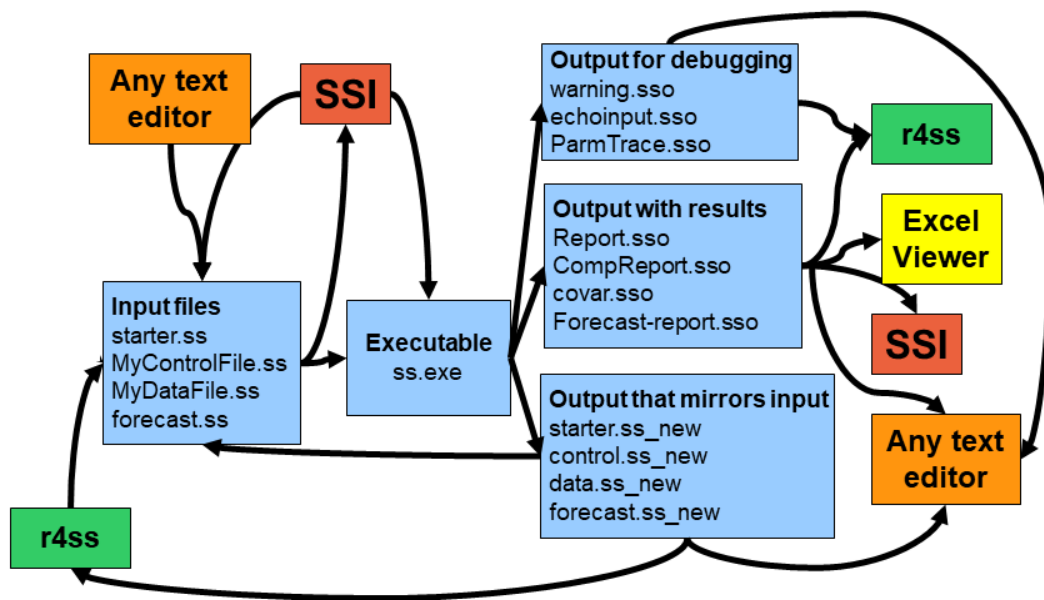 Any text
editor
SSI
Input files
starter.ss
MyControlFile.ss
MyDataFile.ss
forecast.ss
r4ss
Executable
ss.exe
Output for debugging
warning.sso
echoinput.sso
ParmTrace.sso
Output with results
Report.sso
CompReport.sso
covar.sso
Forecast-report.sso
Output that mirrors input
starter.ss_new
control.ss_new
data.ss_new
forecast.ss_new
r4ss
Excel
Viewer
SSI
Any text
editor